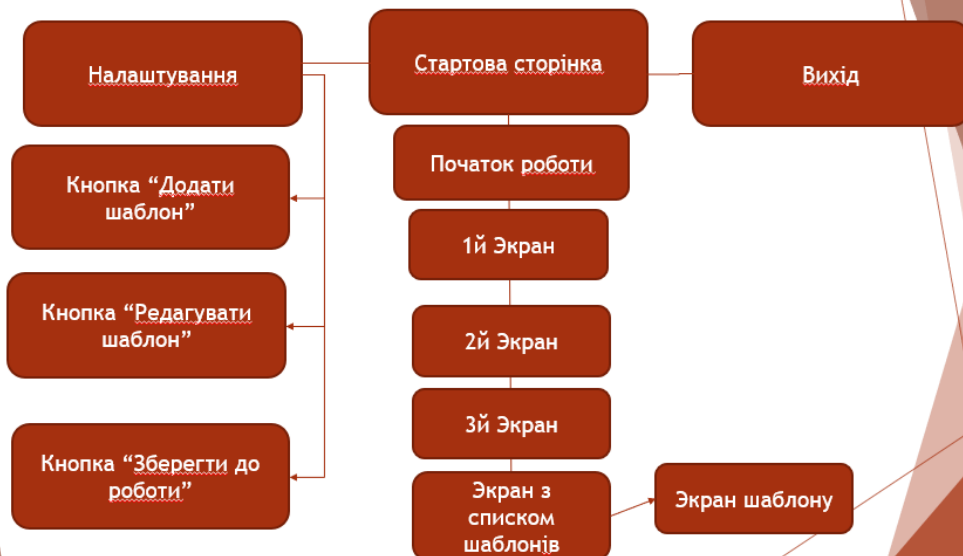 Налаштування
Стартова сторінка
Вихід
Початок роботи
Кнопка “Додати
шаблон”
1й Экран
Кнопка “Редагувати
шаблон”
2й Экран
3й Экран
Кнопка “Зберегти до
роботи”
Экран з
списком
шаблонів
Экран шаблону